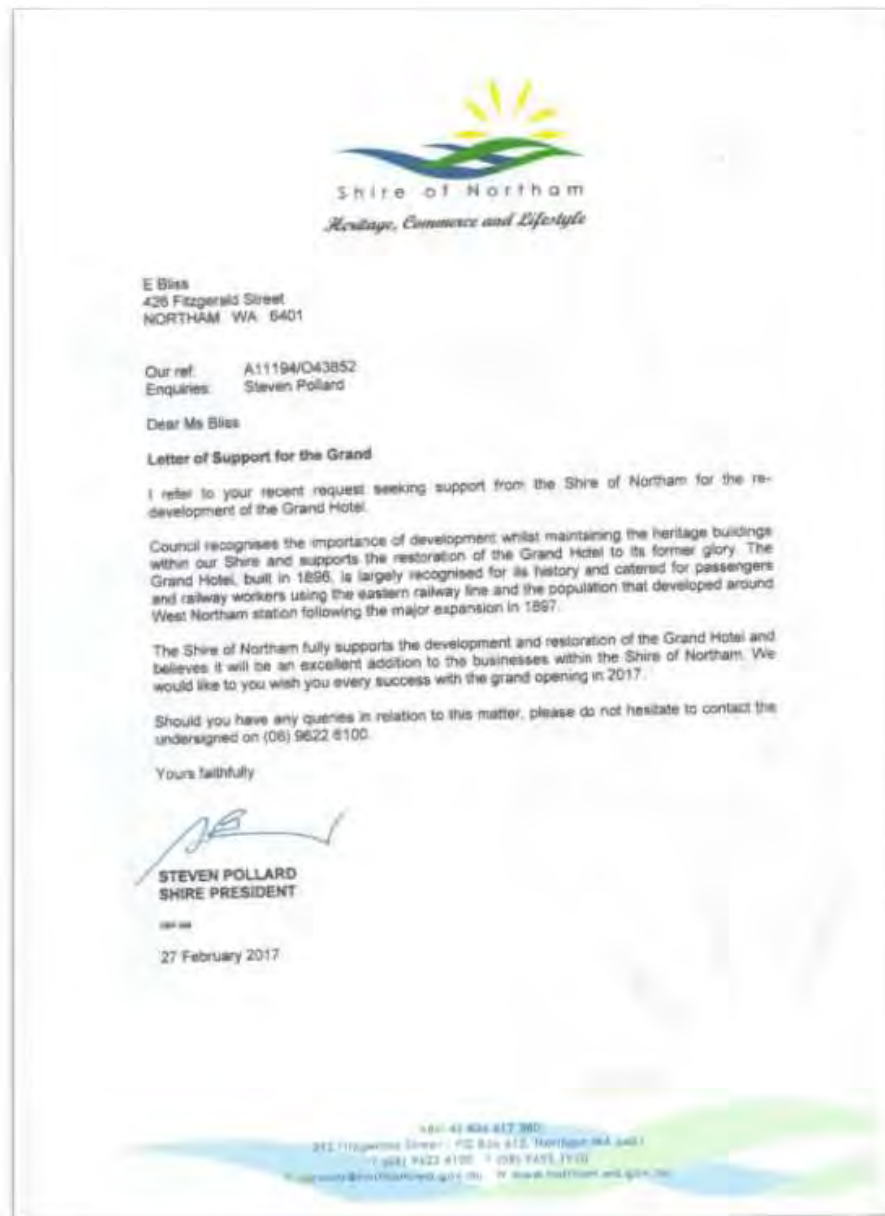 Shire of Northam
Heritage, Commerce and Lifestyle
E Bliss
426 Fitzgerald Street
NORTHAM WA 6401
Our ref: A11194/O43852
Enquiries: Steven Pollard
Dear Ms Bliss
Letter of Support for the Grand
I refer to your recent request seeking support from the Shire of Northam for the re-
development of the Grand Hotel.
Council recognises the importance of development whilst maintaining the heritage buildings
within our Shire and supports the restoration of the Grand Hotel to its former glory. The
Grand Hotel, built in 1896, is largely recognised for its history and catered for passengers
and railway workers using the eastern railway line and the population that developed around
West Northam station following the major expansion in 1897.
The Shire of Northam fully supports the development and restoration of the Grand Hotel and
believes it will be an excellent addition to the businesses within the Shire of Northam. We
would like to you wish you every success with the grand opening in 2017.
Should you have any queries in relation to this matter, please do not hesitate to contact the
undersigned on (08) 9622 6100.
Yours faithfully
STEVEN POLLARD
SHIRE PRESIDENT
27 February 2017
Fitzgerald Street PO Box Northam WA 6401